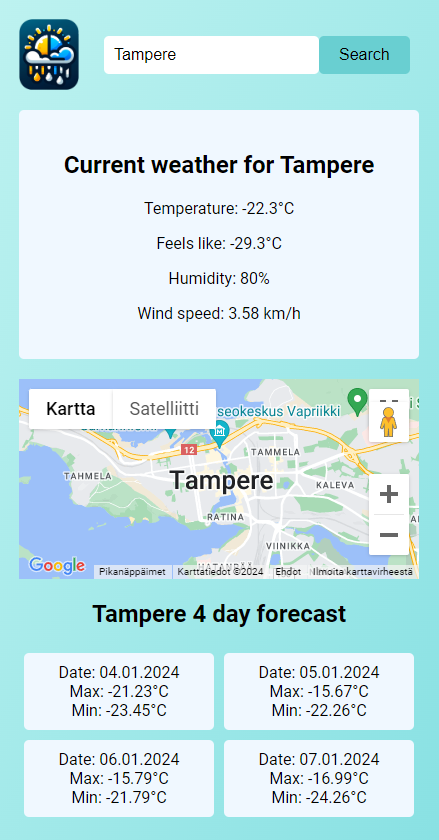 Tampere
Search
Current weather for Tampere
Temperature: -22.3°C
Feels like: -29.3°C
Humidity: 80%
Wind speed: 3.58 km/h
Kartta
Satelliitti
seokeskus Vapriikki
12
TAMMELA
TAHMELA
Tampere
KALEVA
RATINA
VIINIKKA
HATANPÄÄ
Google
Pikanäppäimet
Karttatiedot ©2024
Ehdot
Ilmoita karttavirheestä
Tampere 4 day forecast
Date: 04.01.2024
Max: -21.23°C
Min: -23.45°C
Date: 05.01.2024
Max: -15.67°C
Min: -22.26°C
Date: 06.01.2024
Max: -15.79°C
Min: -21.79°C
Date: 07.01.2024
Max: -16.99°C
Min: -24.26°C